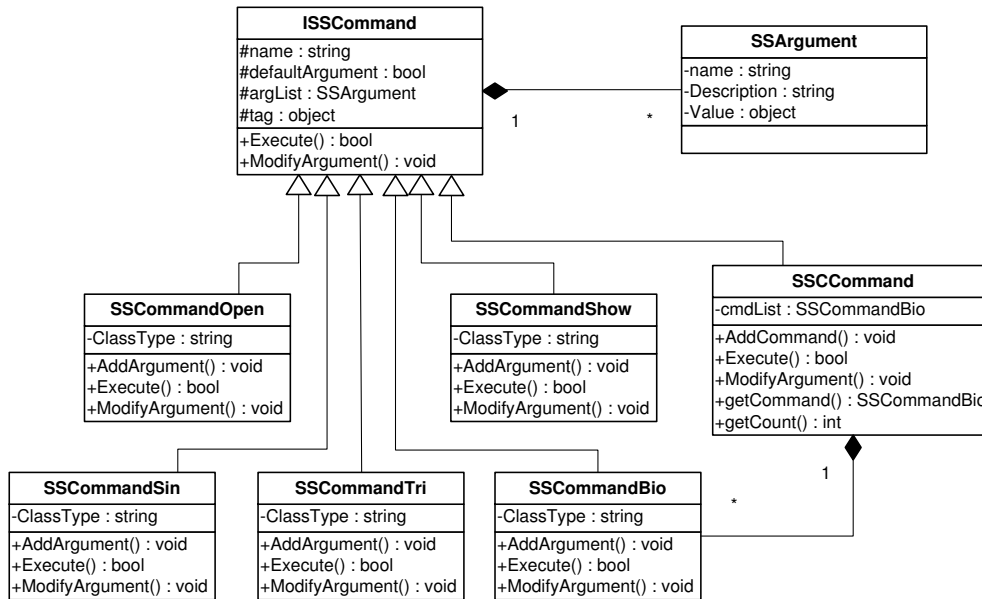 ISSCommand
#name : string
#defaultArgument : bool
#argList : SSArgument
#tag : object
+Execute() : bool
+ModifyArgument() : void
SSArgument
-name : string
-Description : string
-Value : object
1
*
SSCommandOpen
-ClassType : string
+AddArgument() : void
+Execute() : bool
+ModifyArgument() : void
SSCommandShow
-ClassType : string
+AddArgument() : void
+Execute() : bool
+ModifyArgument() : void
SSCCommand
-cmdList : SSCommandBio
+AddCommand() : void
+Execute() : bool
+ModifyArgument() : void
+getCommand() : SSCommandBio
+getCount() : int
1
*
SSCommandSin
-ClassType : string
+AddArgument() : void
+Execute() : bool
+ModifyArgument() : void
SSCommandTri
-ClassType : string
+AddArgument() : void
+Execute() : bool
+ModifyArgument() : void
SSCommandBio
-ClassType : string
+AddArgument() : void
+Execute() : bool
+ModifyArgument() : void